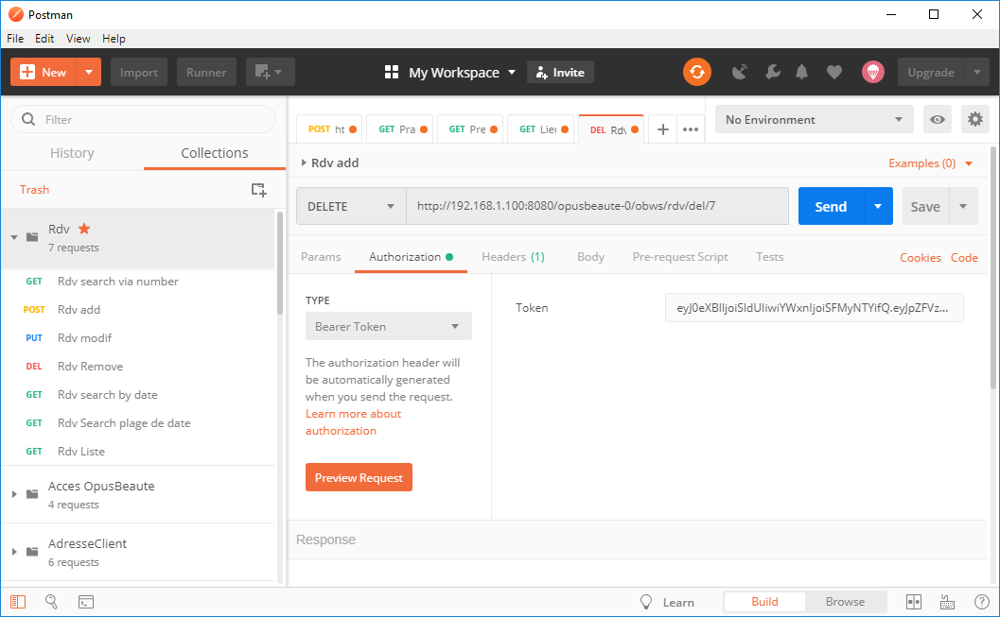 Postman
File Edit View Help
New Import Runner My Workspace Invite Upgrade
Filter
History Collections
Trash
Rdv
7 requests
GET Rdv search via number
POST Rdv add
PUT Rdv modif
DEL Rdv Remove
GET Rdv search by date
GET Rdv Search plage de date
GET Rdv Liste
Acces OpusBeaute
4 requests
AdresseClient
6 requests
POST ht GET Pra GET Pre GET Lieu DEL Rdv
No Environment
Rdv add
Examples (0)
DELETE http://192.168.1.100:8080/opusbeaute-0/obws/rdv/del/7 Send Save
Params Authorization Headers (1) Body Pre-request Script Tests Cookies Code
TYPE
Bearer Token
The authorization header will
be automatically generated
when you send the request.
Learn more about
authorization
Preview Request
Token
Response
Learn Build Browse